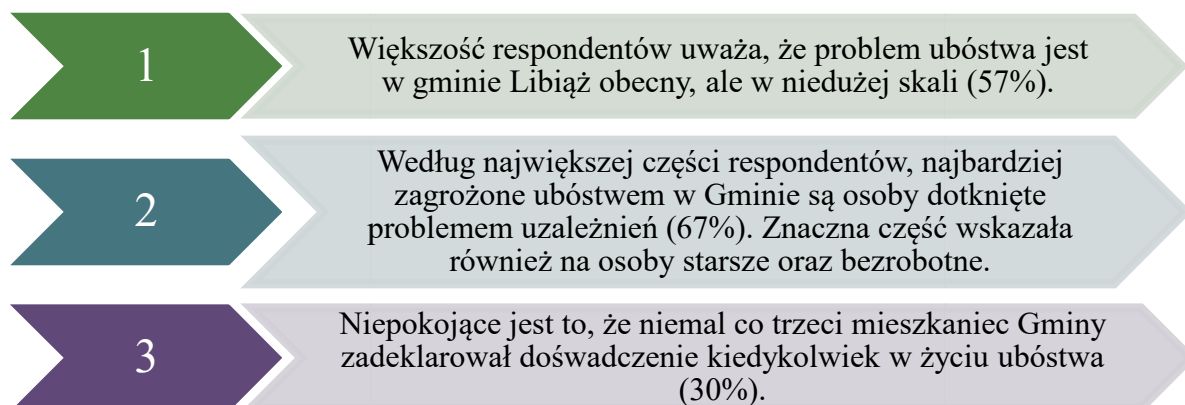 1
Większość respondentów uważa, że problem ubóstwa jest
w gminie Libiąż obecny, ale w niedużej skali (57%).
2
Według największej części respondentów, najbardziej
zagrożone ubóstwem w Gminie są osoby dotknięte
problemem uzależnień (67%). Znaczna część wskazała
również na osoby starsze oraz bezrobotne.
3
Niepokojące jest to, że niemal co trzeci mieszkaniec Gminy
zadeklarował doświadczenie kiedykolwiek w życiu ubóstwa
(30%).